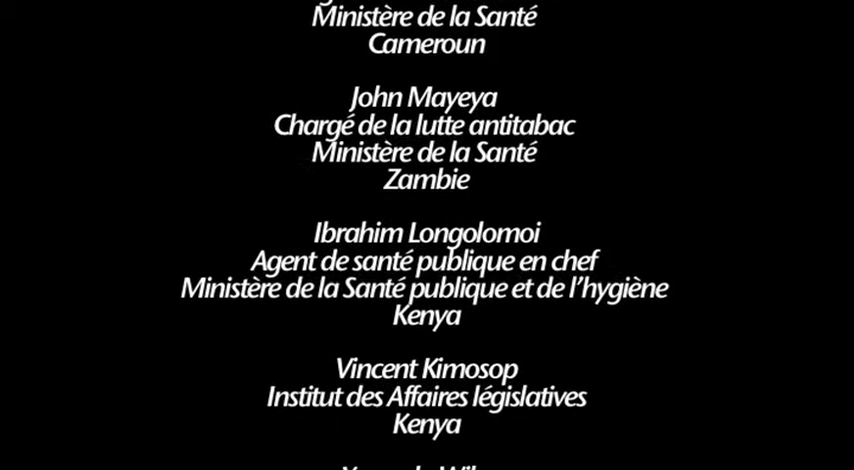 Ministère de la Santé
Cameroun
John Mayeya
Chargé de la lutte antitabac
Ministère de la Santé
Zambie
Ibrahim Longolomoi
Agent de santé publique en chef
Ministère de la Santé publique et de l'hygiène
Kenya
Vincent Kimosop
Institut des Affaires législatives
Kenya